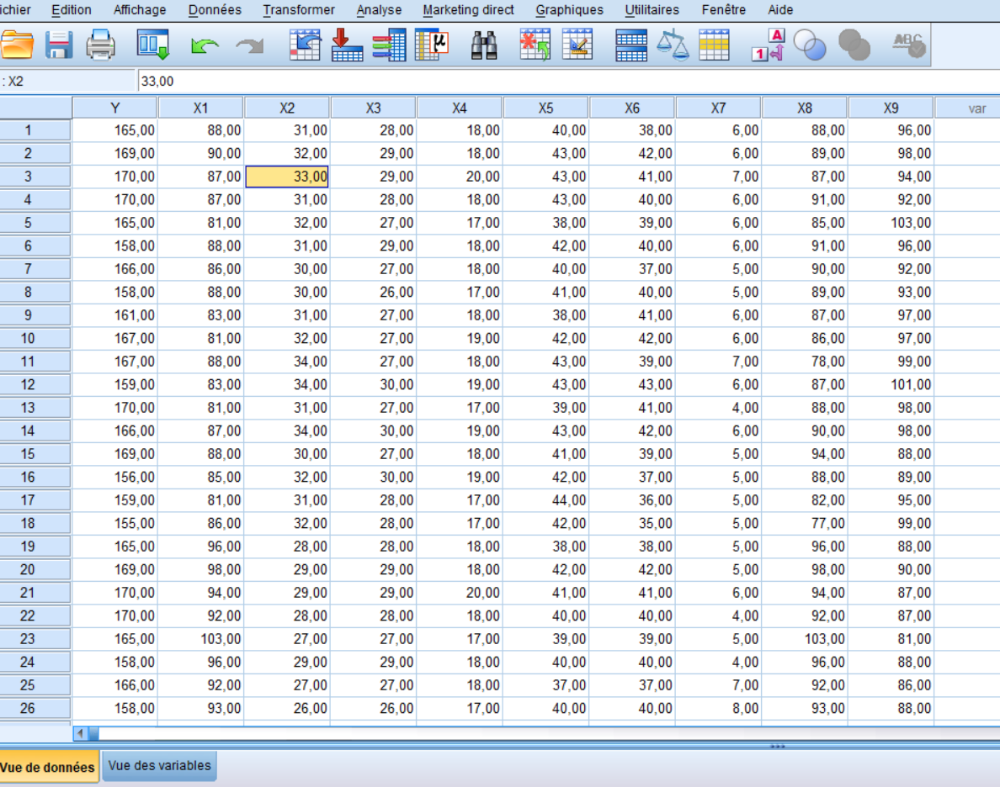 ichier Edition Affichage Données Transformer Analyse Marketing direct Graphiques Utilitaires Fenêtre Aide
µ A 1 ABC
: X2 33,00
Y X1 X2 X3 X4 X5 X6 X7 X8 X9 var
1 165,00 88,00 31,00 28,00 18,00 40,00 38,00 6,00 88,00 96,00
2 169,00 90,00 32,00 29,00 18,00 43,00 42,00 6,00 89,00 98,00
3 170,00 87,00 33,00 29,00 20,00 43,00 41,00 7,00 87,00 94,00
4 170,00 87,00 31,00 28,00 18,00 43,00 40,00 6,00 91,00 92,00
5 165,00 81,00 32,00 27,00 17,00 38,00 39,00 6,00 85,00 103,00
6 158,00 88,00 31,00 29,00 18,00 42,00 40,00 6,00 91,00 96,00
7 166,00 86,00 30,00 27,00 18,00 40,00 37,00 5,00 90,00 92,00
8 158,00 88,00 30,00 26,00 17,00 41,00 40,00 5,00 89,00 93,00
9 161,00 83,00 31,00 27,00 18,00 38,00 41,00 6,00 87,00 97,00
10 167,00 81,00 32,00 27,00 19,00 42,00 42,00 6,00 86,00 97,00
11 167,00 88,00 34,00 27,00 18,00 43,00 39,00 7,00 78,00 99,00
12 159,00 83,00 34,00 30,00 19,00 43,00 43,00 6,00 87,00 101,00
13 170,00 81,00 31,00 27,00 17,00 39,00 41,00 4,00 88,00 98,00
14 166,00 87,00 34,00 30,00 19,00 43,00 42,00 6,00 90,00 98,00
15 169,00 88,00 30,00 27,00 18,00 41,00 39,00 5,00 94,00 88,00
16 156,00 85,00 32,00 30,00 19,00 42,00 37,00 5,00 88,00 89,00
17 159,00 81,00 31,00 28,00 17,00 44,00 36,00 5,00 82,00 95,00
18 155,00 86,00 32,00 28,00 17,00 42,00 35,00 5,00 77,00 99,00
19 165,00 96,00 28,00 28,00 18,00 38,00 38,00 5,00 96,00 88,00
20 169,00 98,00 29,00 29,00 18,00 42,00 42,00 5,00 98,00 90,00
21 170,00 94,00 29,00 29,00 20,00 41,00 41,00 6,00 94,00 87,00
22 170,00 92,00 28,00 28,00 18,00 40,00 40,00 4,00 92,00 87,00
23 165,00 103,00 27,00 27,00 17,00 39,00 39,00 5,00 103,00 81,00
24 158,00 96,00 29,00 29,00 18,00 40,00 40,00 4,00 96,00 88,00
25 166,00 92,00 27,00 27,00 18,00 37,00 37,00 7,00 92,00 86,00
26 158,00 93,00 26,00 26,00 17,00 40,00 40,00 8,00 93,00 88,00
Vue de données Vue des variables